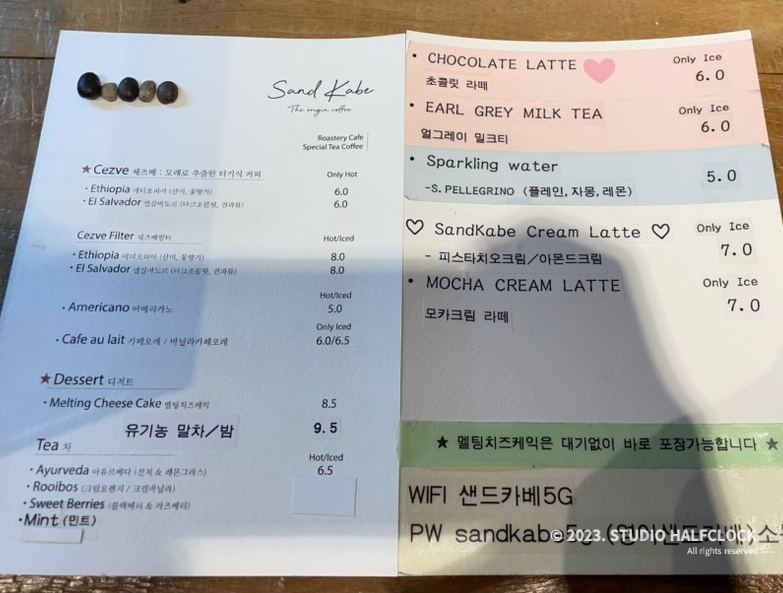 Sand Kabe
The origin coffee
Roastery Cafe
Special Tea Coffee
★Cezve 체즈베 : 모래로 추출한 터키식 커피 Only Hot
· Ethiopia 에티오피아 (산미, 꽃향기) 6.0
· El Salvador 엘살바도르 (다크초콜릿, 견과류) 6.0
Cezve Filter Hot/Iced
· Ethiopia 에티오피아 (산미, 꽃향기) 8.0
· El Salvador 엘살바도르 (다크초콜릿, 견과류) 8.0
Hot/Iced
· Americano 아메리카노 5.0
Only Iced
· Cafe au lait 카페오레 / 바닐라카페오레 6.0/6.5
★Dessert 디저트
· Melting Cheese Cake 멜팅치즈케익 8.5
유기농 말차/밤 9.5
Tea 차 Hot/Iced
· Ayurveda 아유르베다 (진저 & 레몬그라스) 6.5
· Rooibos (크림오렌지 / 크림바닐라)
· Sweet Berries (블랙베리 & 라즈베리)
· Mint (민트)
• CHOCOLATE LATTE Only Ice
초콜릿 라떼 6.0
• EARL GREY MILK TEA Only Ice
얼그레이 밀크티 6.0
• Sparkling water 5.0
-S.PELLEGRINO (플레인,자몽,레몬)
♡ SandKabe Cream Latte ♡ Only Ice
- 피스타치오크림/아몬드크림 7.0
• MOCHA CREAM LATTE Only Ice
모카크림 라떼 7.0
★ 멜팅치즈케익은 대기없이 바로 포장가능합니다 ★
WIFI 샌드카베5G
PW sandkabe5g
© 2023. STUDIO HALFCLOCK
All rights reserved